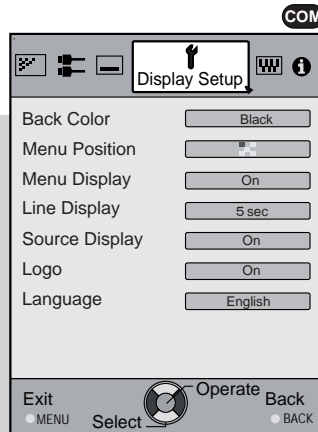 COM
Display Setup
Back Color Black
Menu Position
Menu Display On
Line Display 5 sec
Source Display On
Logo On
Language English
Exit Operate Back
MENU Select BACK